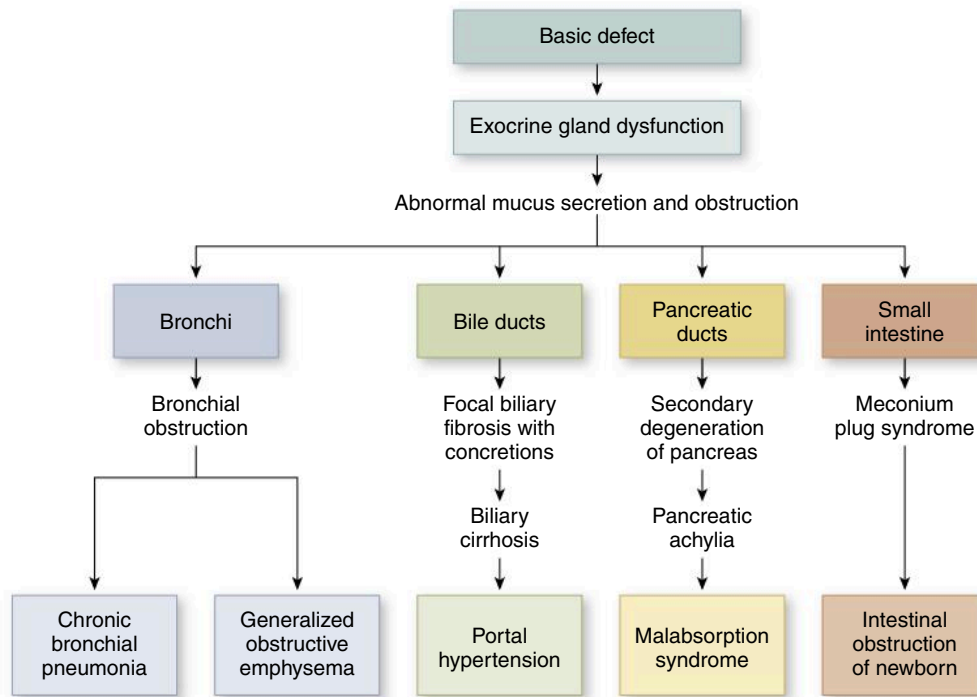 Basic defect
Exocrine gland dysfunction
Abnormal mucus secretion and obstruction
Bronchi
Bile ducts
Pancreatic
ducts
Small
intestine
Bronchial
obstruction
Focal biliary
fibrosis with
concretions
Secondary
degeneration
of pancreas
Meconium
plug syndrome
Biliary
cirrhosis
Pancreatic
achylia
Chronic
bronchial
pneumonia
Generalized
obstructive
emphysema
Portal
hypertension
Malabsorption
syndrome
Intestinal
obstruction
of newborn